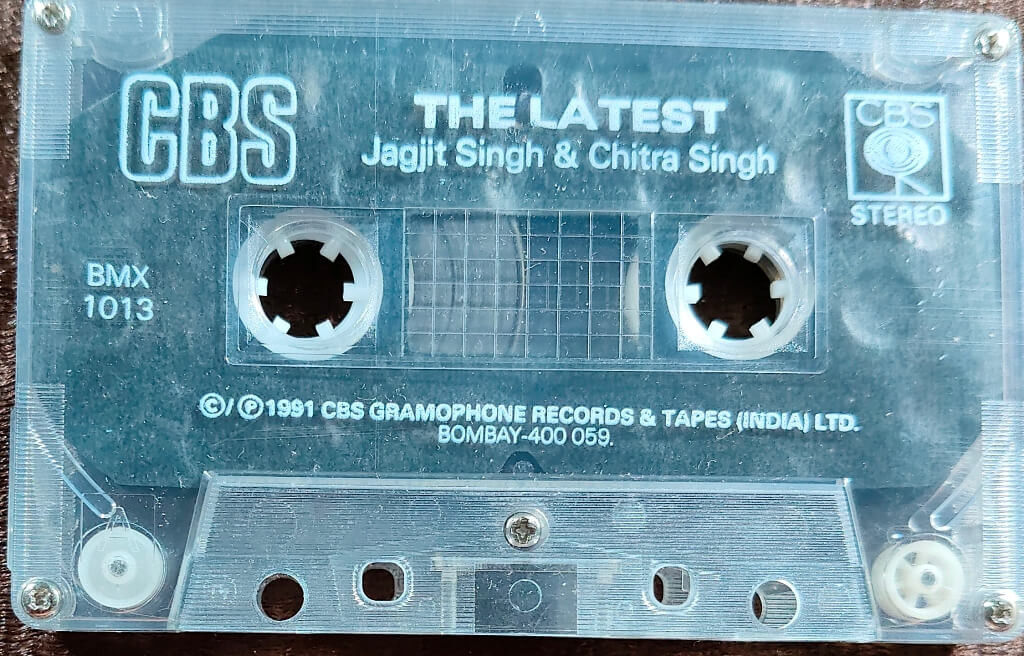 CBS
THE LATEST
Jagjit Singh & Chitra Singh
CBS
STEREO
BMX
1013
©/℗1991 CBS GRAMOPHONE RECORDS & TAPES (INDIA) LTD.
BOMBAY-400 059.
A